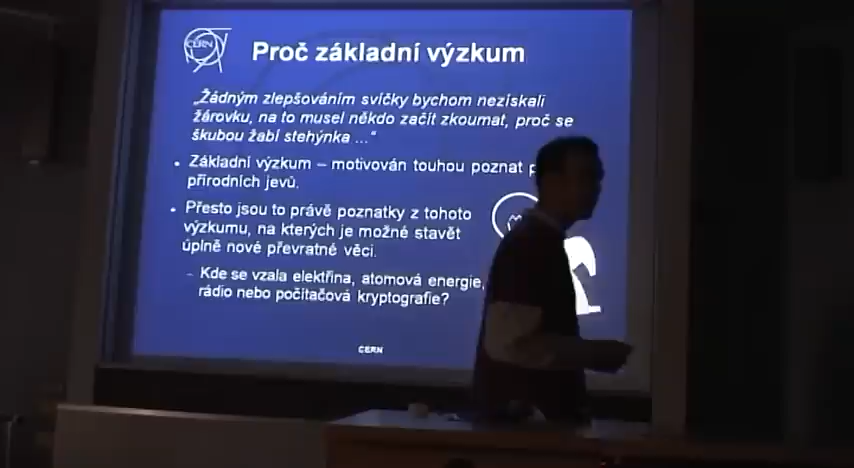 CERN
Proč základní výzkum
„Žádným zlepšováním svíčky bychom nezískali
žárovku, na to musel někdo začít zkoumat, proč se
škubou žabí stehýnka ...“
• Základní výzkum – motivován touhou poznat
přírodních jevů.
• Přesto jsou to právě poznatky z tohoto
výzkumu, na kterých je možné stavět
úplně nové převratné věci.
– Kde se vzala elektřina, atomová energie,
rádio nebo počítačová kryptografie?
CERN